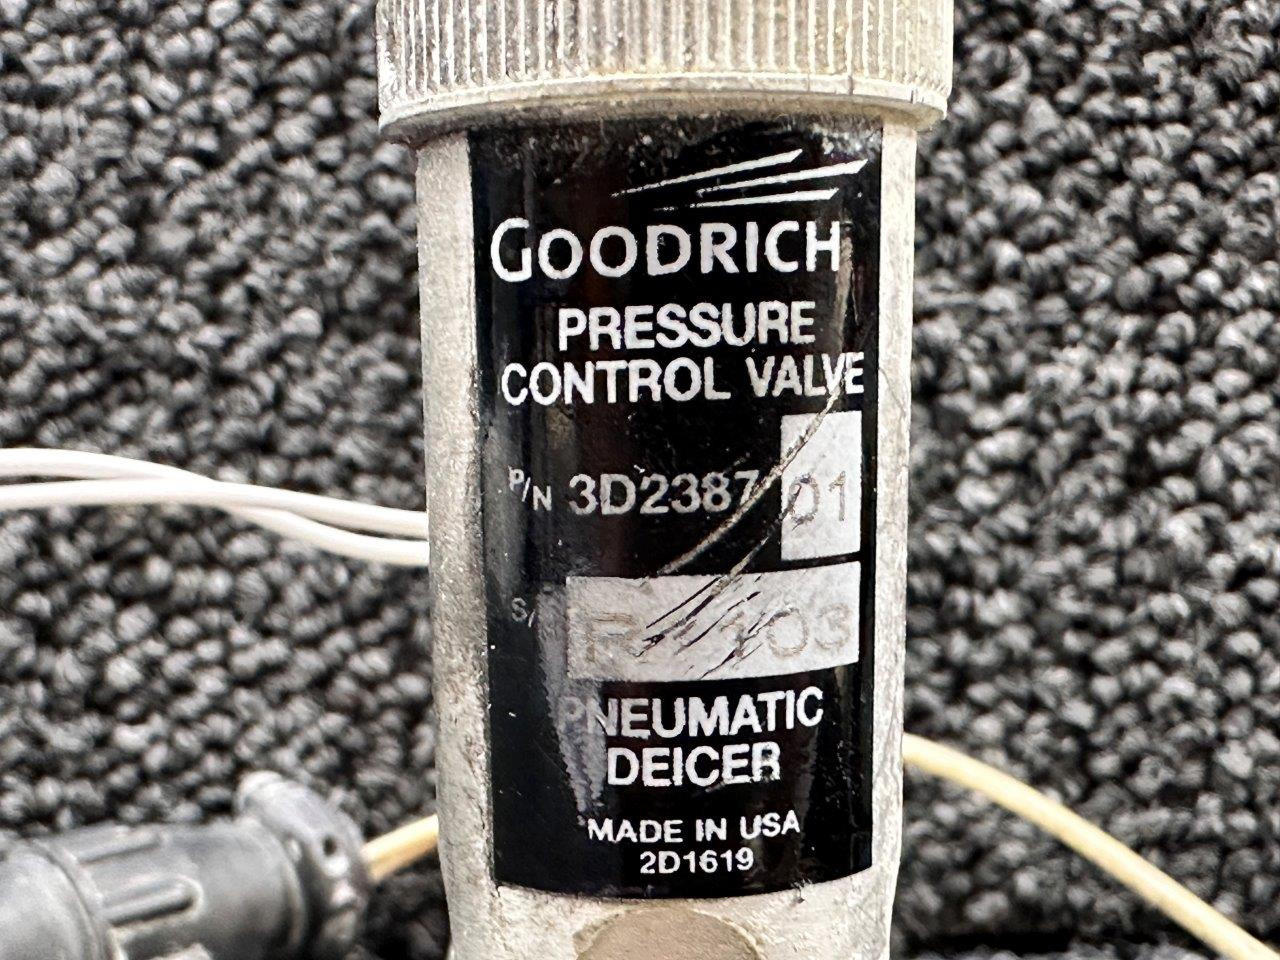 GOODRICH
PRESSURE
CONTROL VALVE
P/N 3D2387 01
PNEUMATIC
DEICER
MADE IN USA
2D1619